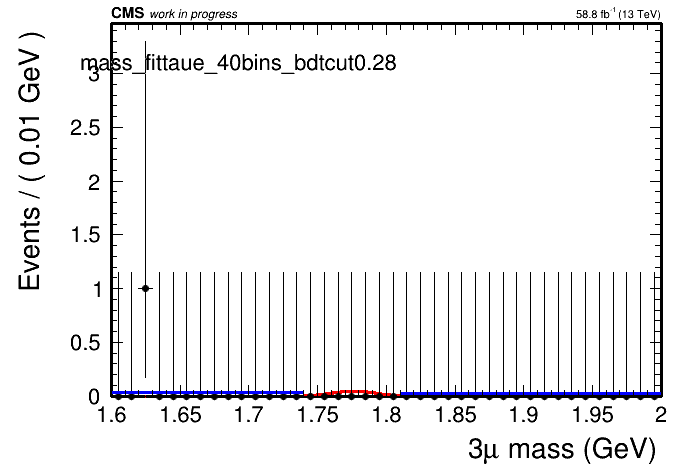 CMS work in progress
58.8 fb-1 (13 TeV)
mass_fittaue_40bins_bdtcut0.28
Events / ( 0.01 GeV )
3
2.5
2
1.5
1
0.5
0
1.6 1.65 1.7 1.75 1.8 1.85 1.9 1.95 2
3μ mass (GeV)